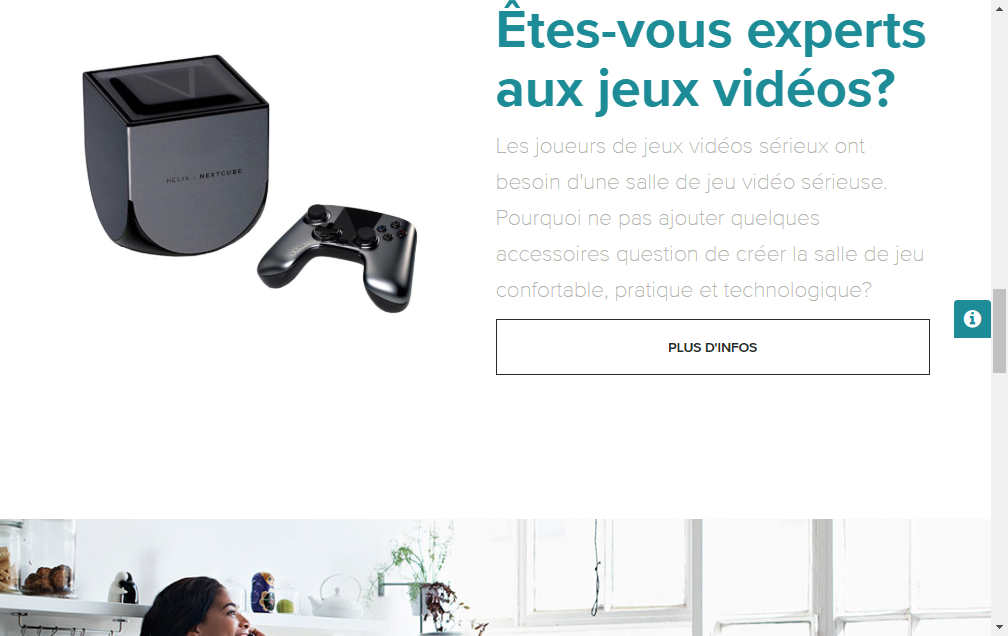 Êtes-vous experts
aux jeux vidéos?
Les joueurs de jeux vidéos sérieux ont
besoin d'une salle de jeu vidéo sérieuse.
Pourquoi ne pas ajouter quelques
accessoires question de créer la salle de jeu
confortable, pratique et technologique?
PLUS D'INFOS
HELIX | NEXTCUBE